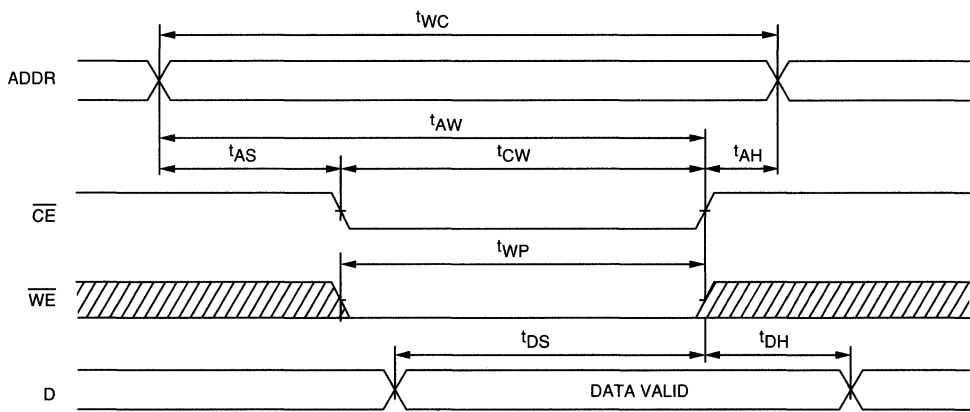 tWC
ADDR
tAW
tAS
tCW
tAH
CE
tWP
WE
tDS
tDH
D
DATA VALID